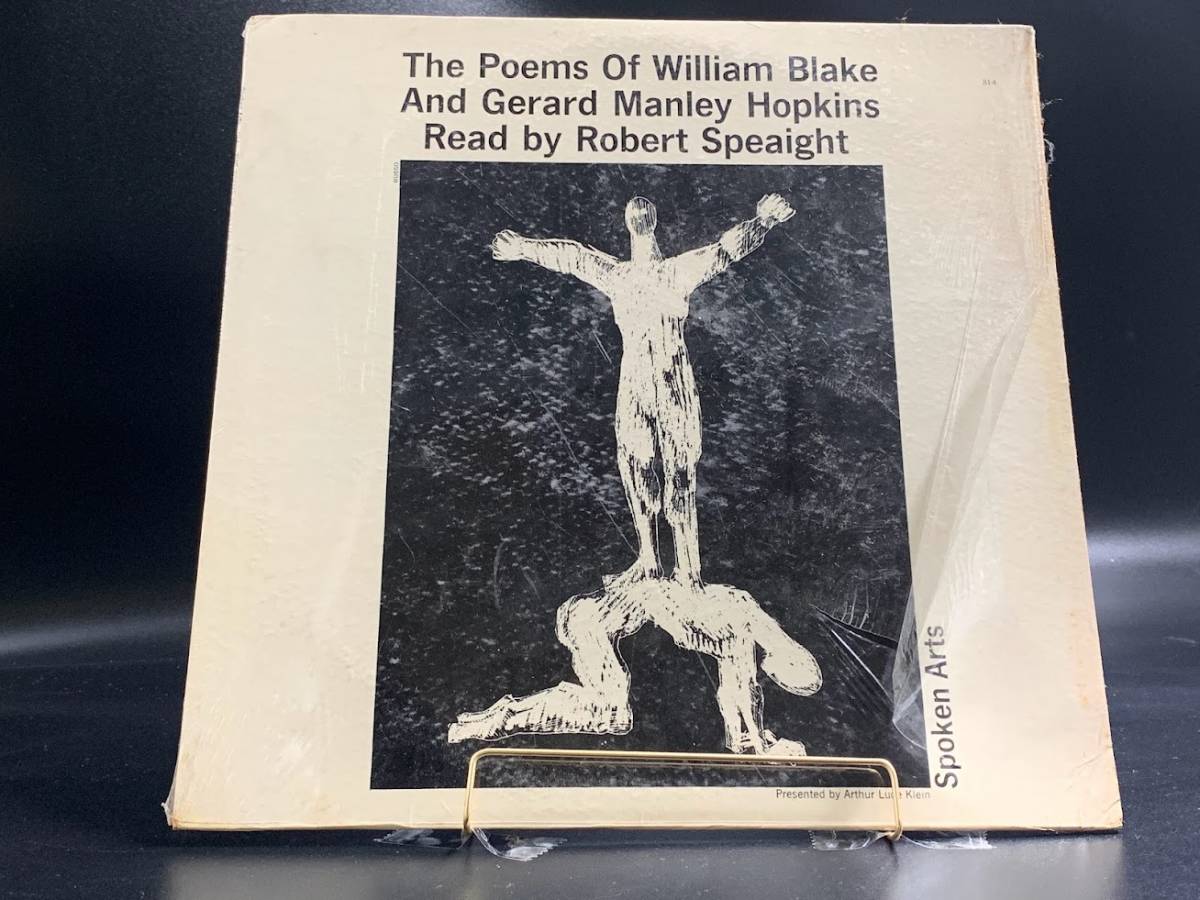 The Poems Of William Blake
And Gerard Manley Hopkins
Read by Robert Speaight
814
Spoken Arts
Presented by Arthur Luce Klein